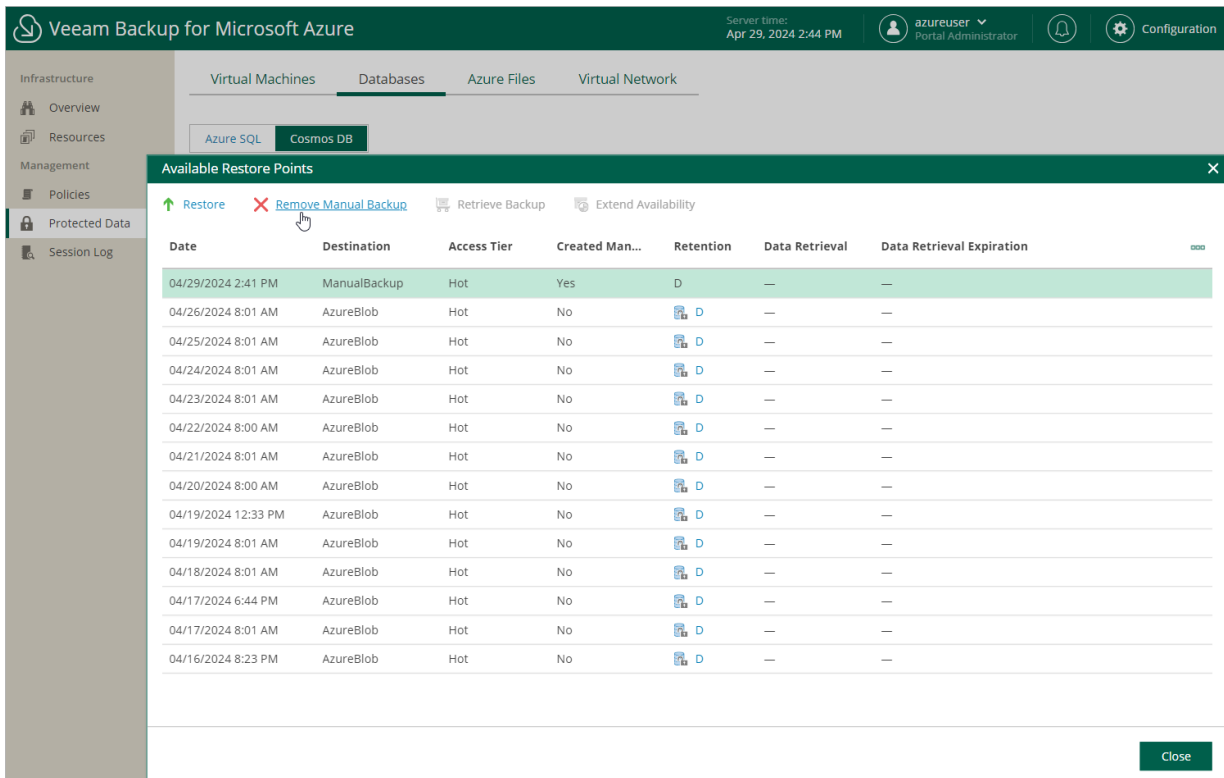 Veeam Backup for Microsoft Azure
Server time:
Apr 29, 2024 2:44 PM
azureuser
Portal Administrator
Configuration
Infrastructure
Overview
Resources
Management
Policies
Protected Data
Session Log
Virtual Machines Databases Azure Files Virtual Network
Azure SQL Cosmos DB
Available Restore Points
Restore Remove Manual Backup Retrieve Backup Extend Availability
Date Destination Access Tier Created Man... Retention Data Retrieval Data Retrieval Expiration
04/29/2024 2:41 PM ManualBackup Hot Yes D — —
04/26/2024 8:01 AM AzureBlob Hot No D — —
04/25/2024 8:01 AM AzureBlob Hot No D — —
04/24/2024 8:01 AM AzureBlob Hot No D — —
04/23/2024 8:01 AM AzureBlob Hot No D — —
04/22/2024 8:00 AM AzureBlob Hot No D — —
04/21/2024 8:01 AM AzureBlob Hot No D — —
04/20/2024 8:00 AM AzureBlob Hot No D — —
04/19/2024 12:33 PM AzureBlob Hot No D — —
04/19/2024 8:01 AM AzureBlob Hot No D — —
04/18/2024 8:01 AM AzureBlob Hot No D — —
04/17/2024 6:44 PM AzureBlob Hot No D — —
04/17/2024 8:01 AM AzureBlob Hot No D — —
04/16/2024 8:23 PM AzureBlob Hot No D — —
Close